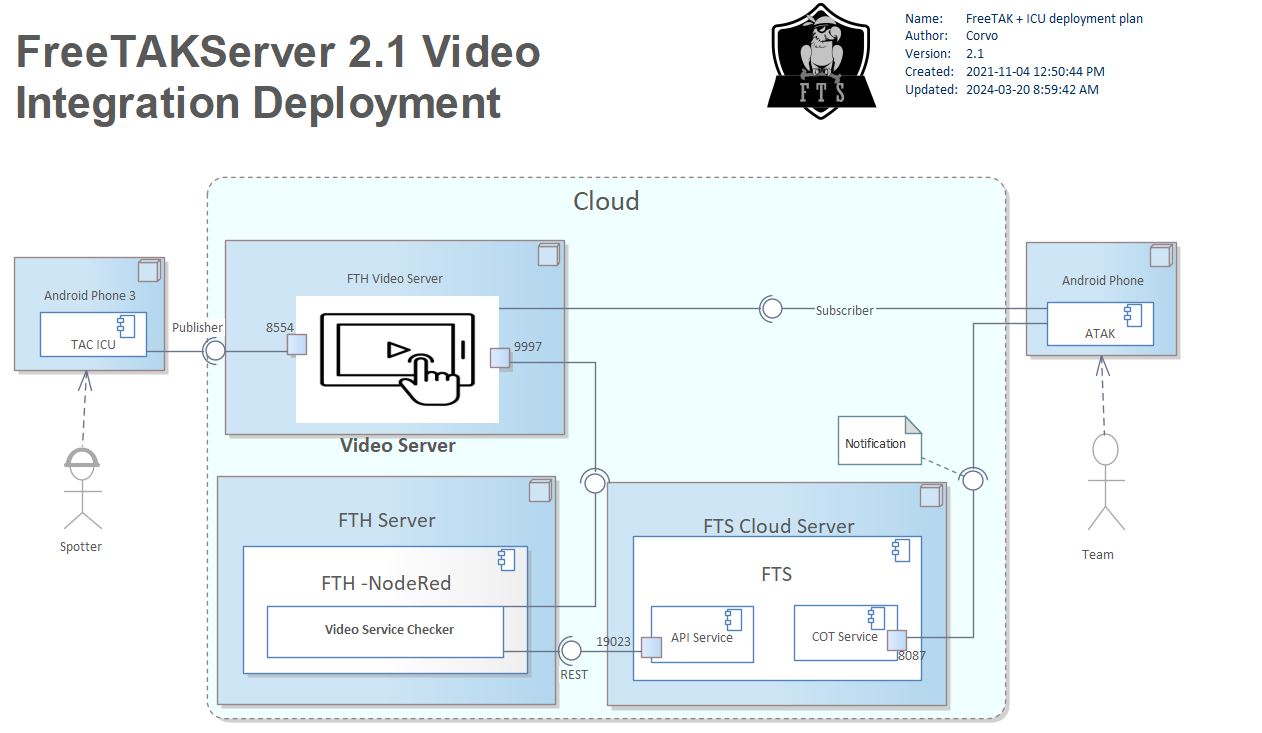 FreeTAKServer 2.1 Video
Integration Deployment
FTS
Name: FreeTAK + ICU deployment plan
Author: Corvo
Version: 2.1
Created: 2021-11-04 12:50:44 PM
Updated: 2024-03-20 8:59:42 AM
Cloud
Android Phone 3
TAC ICU
Publisher
FTH Video Server
8554
9997
Video Server
Subscriber
Android Phone
ATAK
Notification
Spotter
Team
FTH Server
FTH -NodeRed
Video Service Checker
REST
FTS Cloud Server
FTS
19023
API Service
COT Service
8087